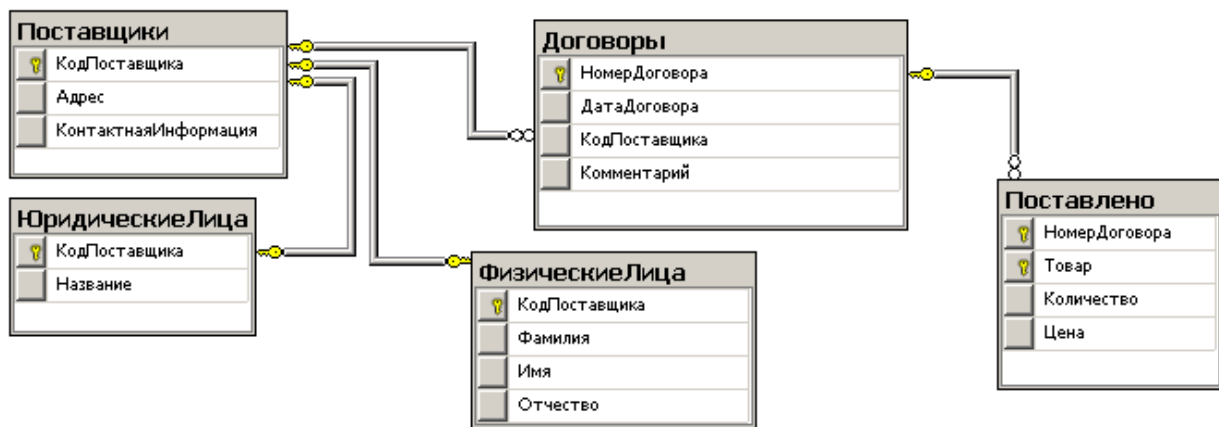 Поставщики
КодПоставщика
Адрес
КонтактнаяИнформация
Договоры
НомерДоговора
ДатаДоговора
КодПоставщика
Комментарий
ЮридическиеЛица
КодПоставщика
Название
ФизическиеЛица
КодПоставщика
Фамилия
Имя
Отчество
Поставлено
НомерДоговора
Товар
Количество
Цена